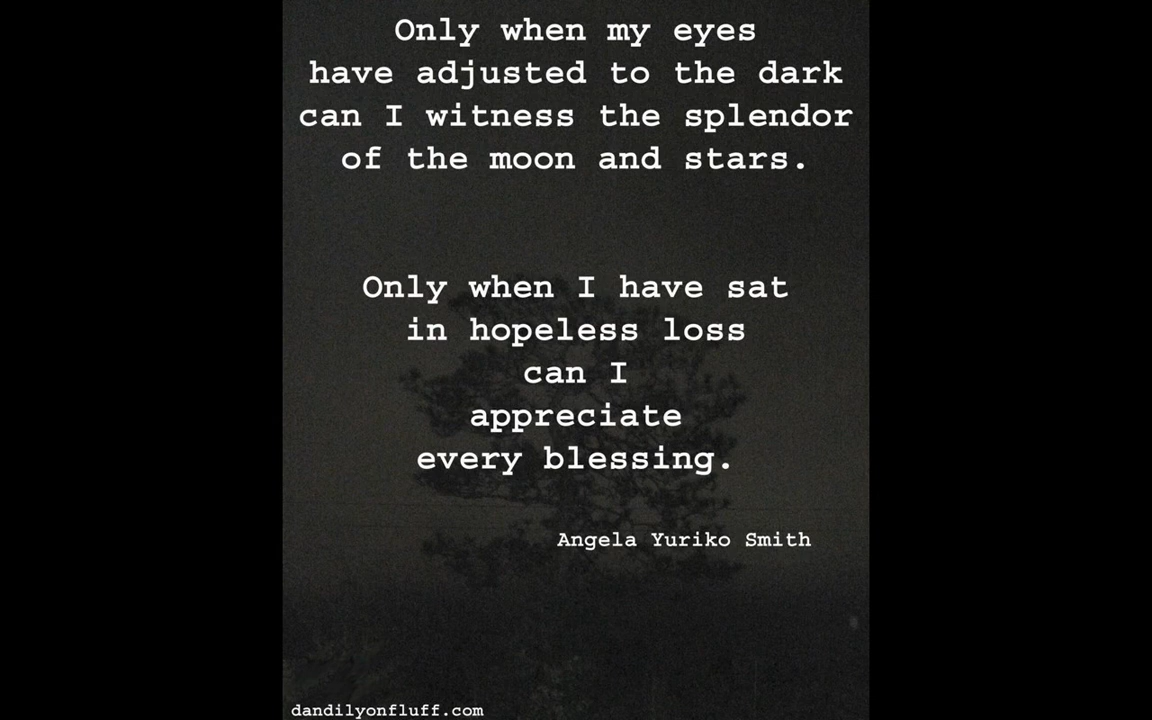 Only when my eyes
have adjusted to the dark
can I witness the splendor
of the moon and stars.
Only when I have sat
in hopeless loss
can I
appreciate
every blessing.
Angela Yuriko Smith
dandilyonfluff.com